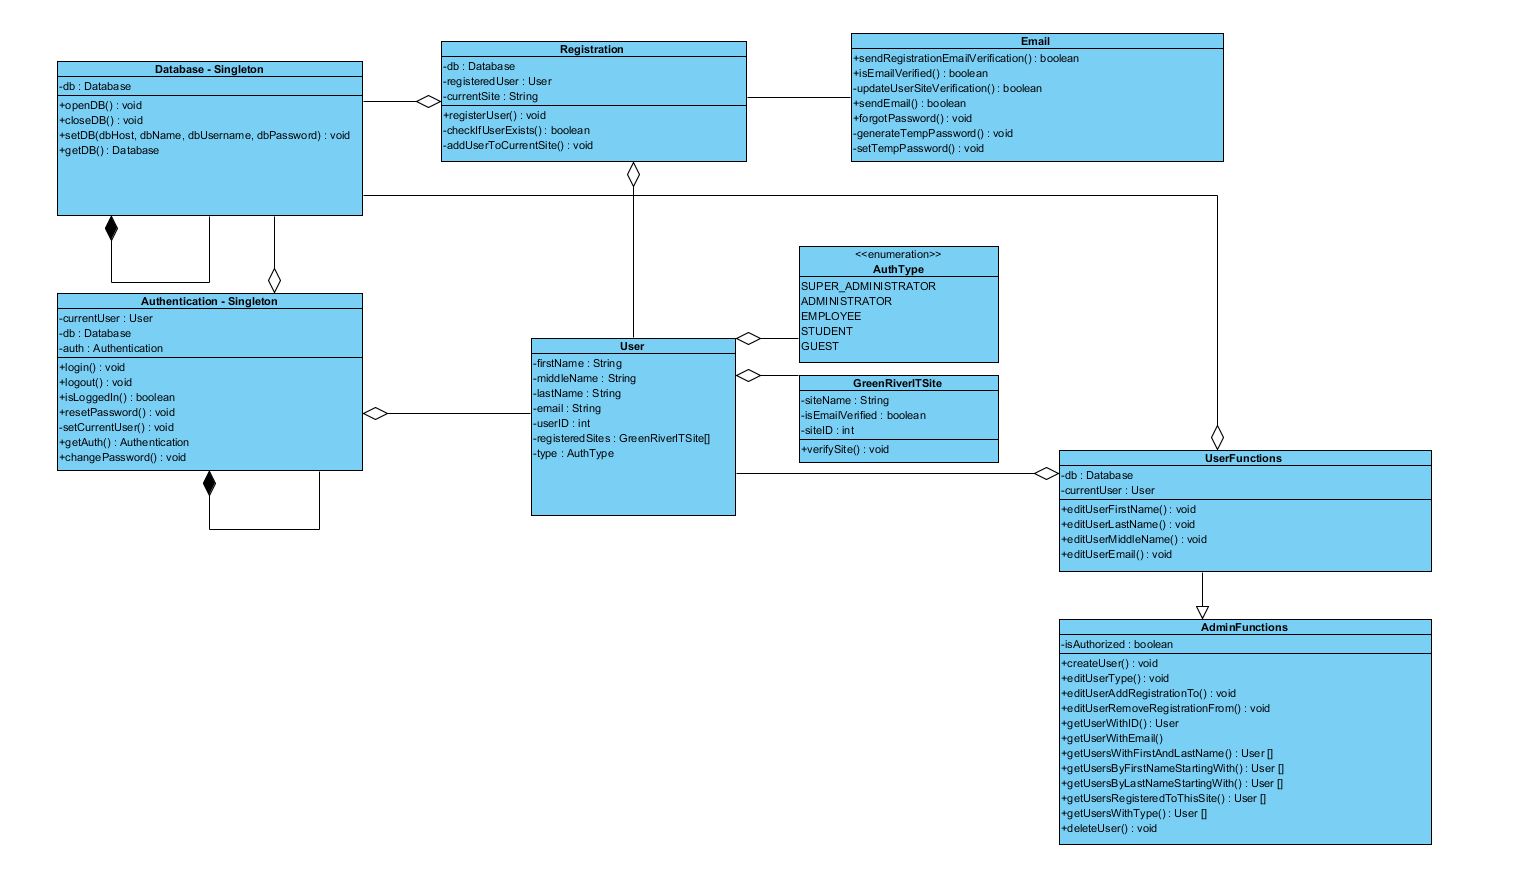 Database - Singleton
-db : Database
+openDB() : void
+closeDB() : void
+setDB(dbHost, dbName, dbUsername, dbPassword) : void
+getDB() : Database
Registration
-db : Database
-registeredUser : User
-currentSite : String
+registerUser() : void
-checkIfUserExists() : boolean
-addUserToCurrentSite() : void
Email
+sendRegistrationEmailVerification() : boolean
+isEmailVerified() : boolean
-updateUserSiteVerification() : boolean
+sendEmail() : boolean
+forgotPassword() : void
-generateTempPassword() : void
-setTempPassword() : void
Authentication - Singleton
-currentUser : User
-db : Database
-auth : Authentication
+login() : void
+logout() : void
+isLoggedIn() : boolean
+resetPassword() : void
-setCurrentUser() : void
+getAuth() : Authentication
+changePassword() : void
User
-firstName : String
-middleName : String
-lastName : String
-email : String
-userID : int
-registeredSites : GreenRiverITSite[]
-type : AuthType
<<enumeration>>
AuthType
SUPER_ADMINISTRATOR
ADMINISTRATOR
EMPLOYEE
STUDENT
GUEST
GreenRiverITSite
-siteName : String
-isEmailVerified : boolean
-siteID : int
+verifySite() : void
UserFunctions
-db : Database
-currentUser : User
+editUserFirstName() : void
+editUserLastName() : void
+editUserMiddleName() : void
+editUserEmail() : void
AdminFunctions
-isAuthorized : boolean
+createUser() : void
+editUserType() : void
+editUserAddRegistrationTo() : void
+editUserRemoveRegistrationFrom() : void
+getUserWithID() : User
+getUserWithEmail()
+getUsersWithFirstAndLastName() : User []
+getUsersByFirstNameStartingWith() : User []
+getUsersByLastNameStartingWith() : User []
+getUsersRegisteredToThisSite() : User []
+getUsersWithType() : User []
+deleteUser() : void